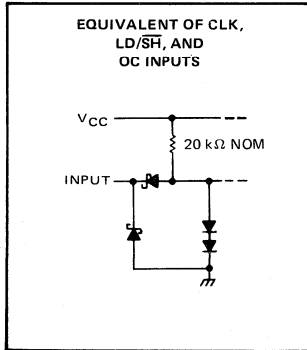 EQUIVALENT OF CLK,
LD/SH, AND
OC INPUTS
VCC
20 kΩ NOM
INPUT